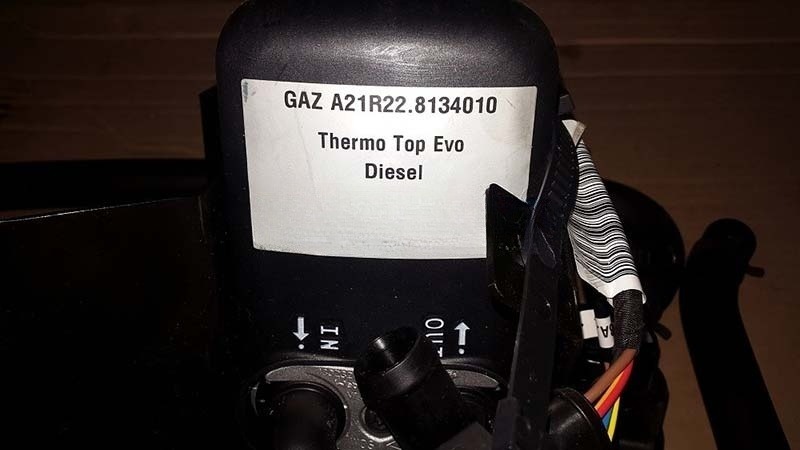 GAZ A21R22.8134010
Thermo Top Evo
Diesel
IN
OUT